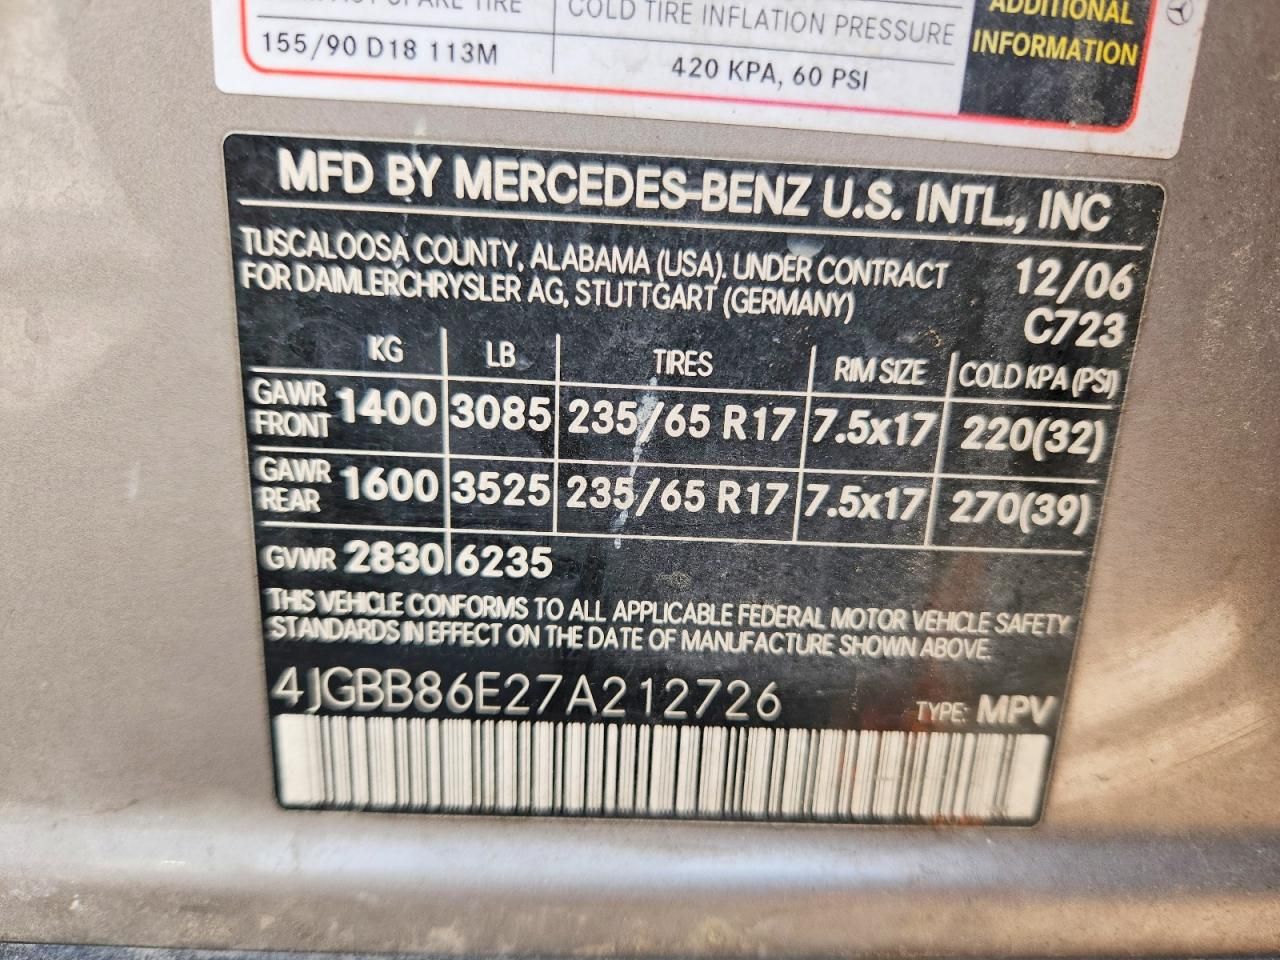 SPARE TIRE COLD TIRE INFLATION PRESSURE ADDITIONAL
155/90 D18 113M 420 KPA, 60 PSI INFORMATION
MFD BY MERCEDES-BENZ U.S. INTL., INC
TUSCALOOSA COUNTY, ALABAMA (USA). UNDER CONTRACT 12/06
FOR DAIMLERCHRYSLER AG, STUTTGART (GERMANY) C723
KG LB TIRES RIM SIZE COLD KPA (PSI)
GAWR FRONT 1400 3085 235/65 R17 7.5x17 220(32)
GAWR REAR 1600 3525 235/65 R17 7.5x17 270(39)
GVWR 2830 6235
THIS VEHICLE CONFORMS TO ALL APPLICABLE FEDERAL MOTOR VEHICLE SAFETY
STANDARDS IN EFFECT ON THE DATE OF MANUFACTURE SHOWN ABOVE.
4JGBB86E27A212726 TYPE: MPV